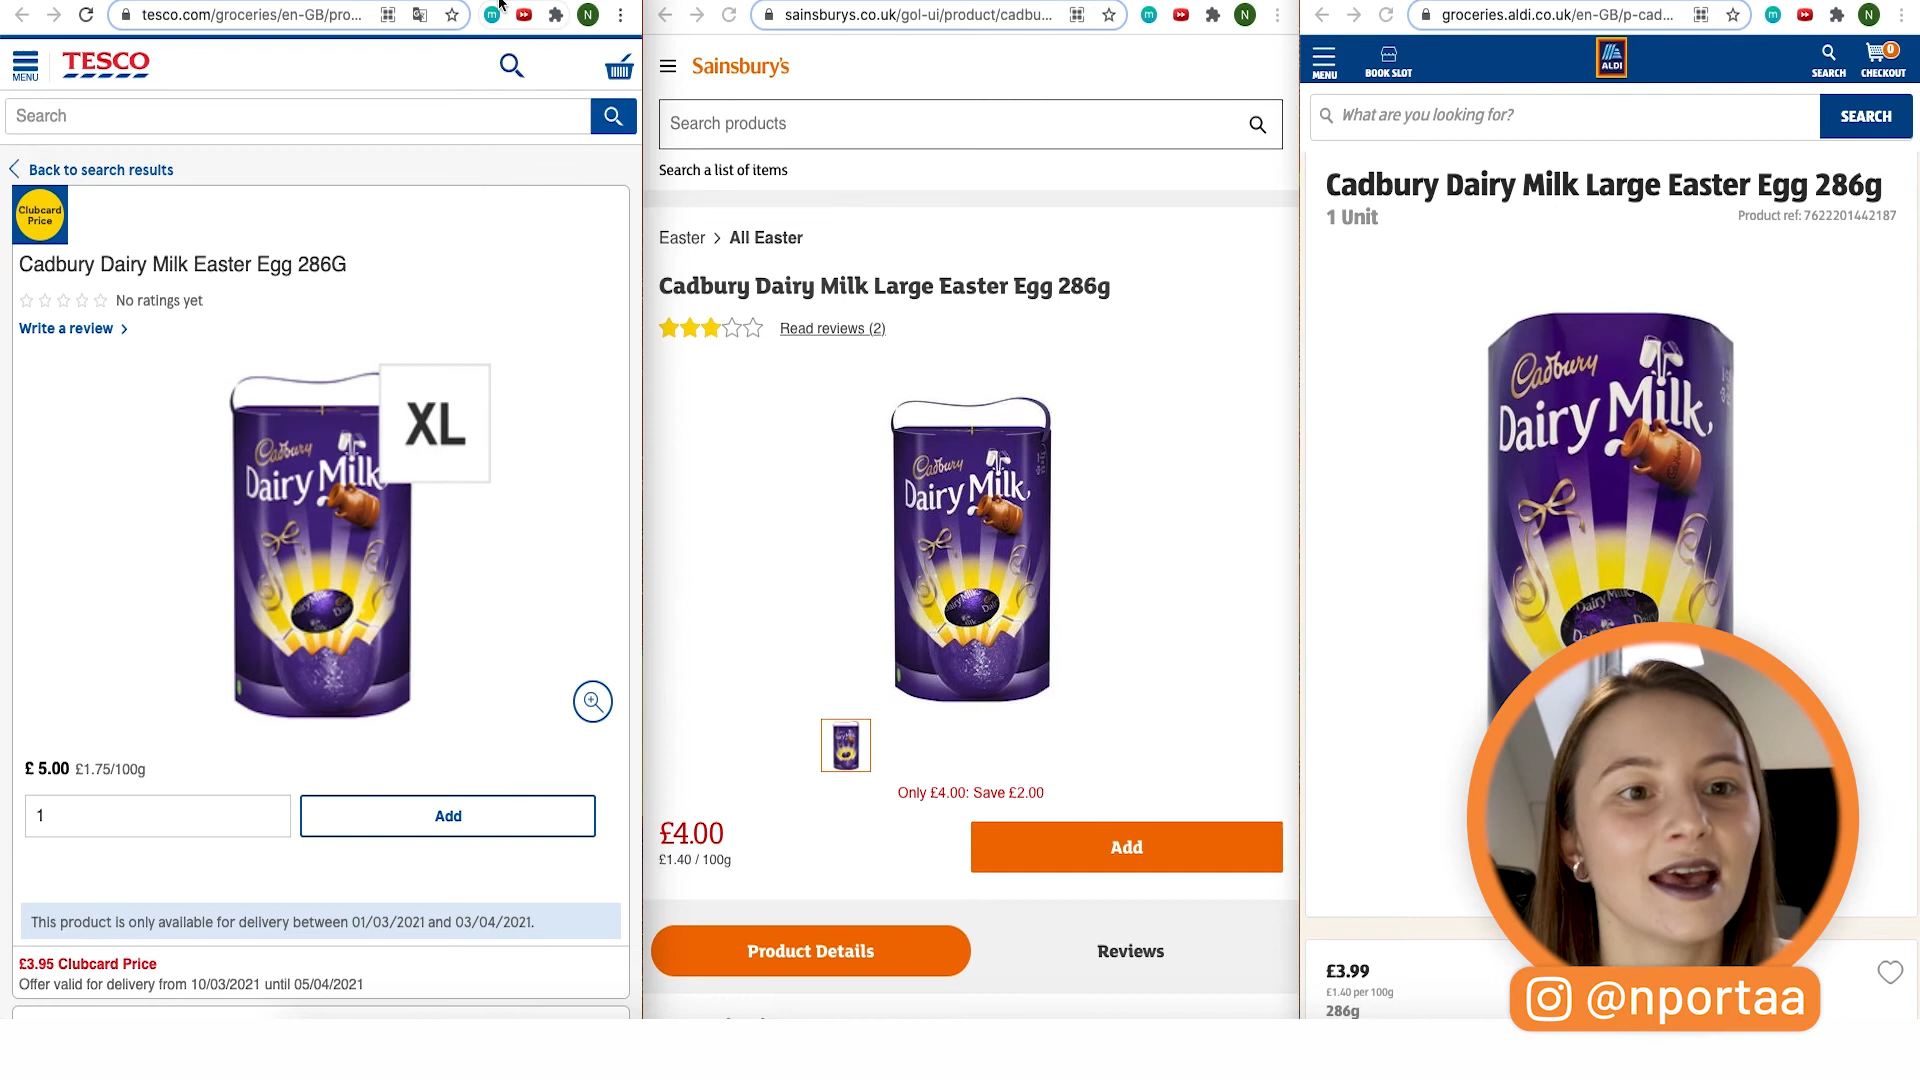 tesco.com/groceries/en-GB/pro...
m
N
MENU
TESCO
Search
Back to search results
Clubcard
Price
Cadbury Dairy Milk Easter Egg 286G
No ratings yet
Write a review
XL
Cadbury
Dairy Milk
£ 5.00 £1.75/100g
1
Add
This product is only available for delivery between 01/03/2021 and 03/04/2021.
£3.95 Clubcard Price
Offer valid for delivery from 10/03/2021 until 05/04/2021
sainsburys.co.uk/gol-ui/product/cadbu...
m
N
Sainsbury's
Search products
Search a list of items
Easter > All Easter
Cadbury Dairy Milk Large Easter Egg 286g
Read reviews (2)
Cadbury
Dairy Milk
Only £4.00: Save £2.00
£4.00
£1.40 / 100g
Add
Product Details
Reviews
groceries.aldi.co.uk/en-GB/p-cad...
m
N
MENU
BOOK SLOT
ALDI
SEARCH
0
CHECKOUT
What are you looking for?
SEARCH
Cadbury Dairy Milk Large Easter Egg 286g
1 Unit
Product ref: 7622201442187
Cadbury
Dairy Milk
£3.99
£1.40 per 100g
286g
@nportaa